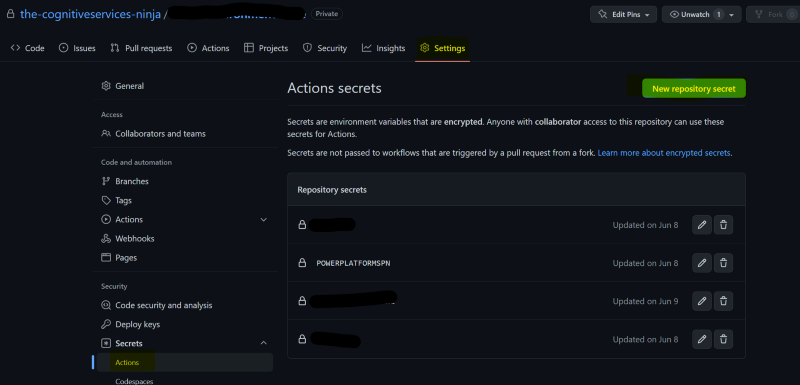 the-cognitiveservices-ninja / Private
Edit Pins
Unwatch 1
Fork 0
Code
Issues
Pull requests
Actions
Projects
Security
Insights
Settings
General
Access
Collaborators and teams
Code and automation
Branches
Tags
Actions
Webhooks
Pages
Security
Code security and analysis
Deploy keys
Secrets
Actions
Codespaces
Actions secrets
New repository secret
Secrets are environment variables that are encrypted. Anyone with collaborator access to this repository can use these
secrets for Actions.
Secrets are not passed to workflows that are triggered by a pull request from a fork. Learn more about encrypted secrets.
Repository secrets
Updated on Jun 8
POWERPLATFORMSPN Updated on Jun 8
Updated on Jun 9
Updated on Jun 8